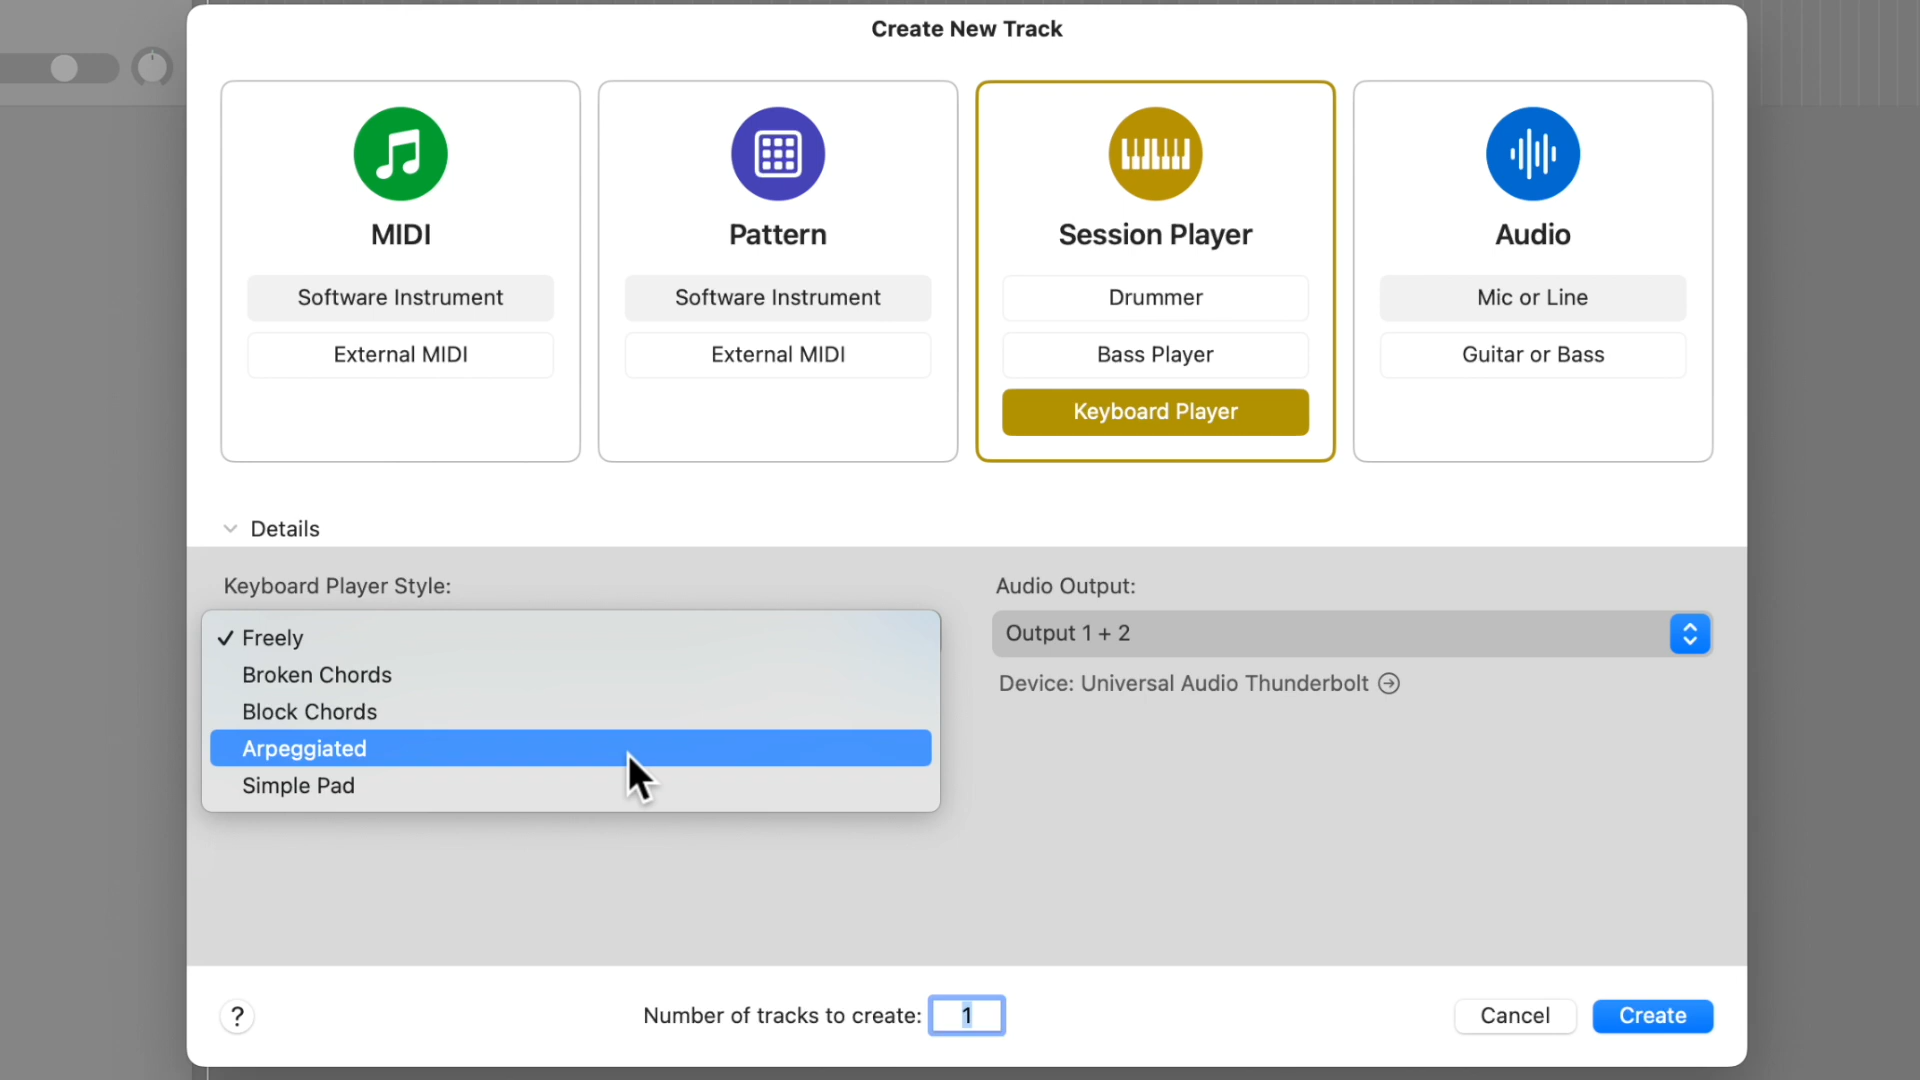 Create New Track
MIDI
Software Instrument
External MIDI
Pattern
Software Instrument
External MIDI
Session Player
Drummer
Bass Player
Keyboard Player
Audio
Mic or Line
Guitar or Bass
Details
Keyboard Player Style:
✓ Freely
Broken Chords
Block Chords
Arpeggiated
Simple Pad
Audio Output:
Output 1 + 2
Device: Universal Audio Thunderbolt
?
Number of tracks to create: 1
Cancel
Create